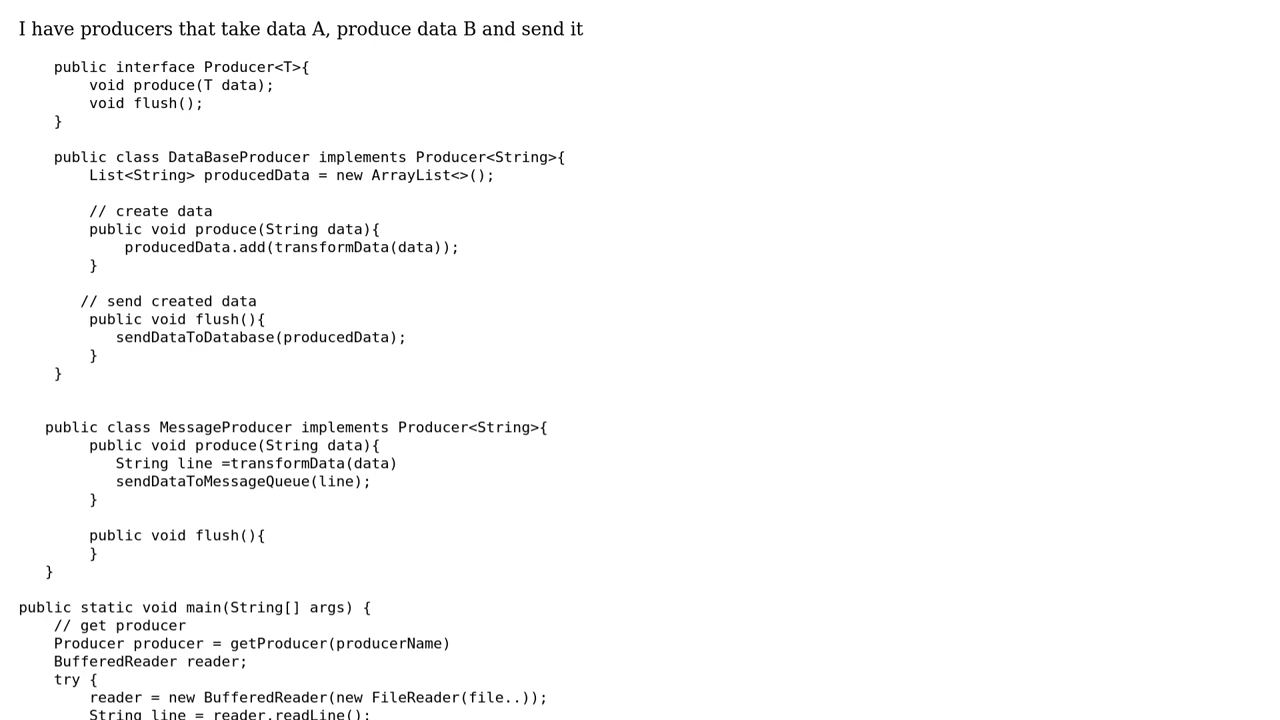 I have producers that take data A, produce data B and send it
public interface Producer<T>{
void produce(T data);
void flush();
}
public class DataBaseProducer implements Producer<String>{
List<String> producedData = new ArrayList<>();
// create data
public void produce(String data){
producedData.add(transformData(data));
}
// send created data
public void flush(){
sendDataToDatabase(producedData);
}
}
public class MessageProducer implements Producer<String>{
public void produce(String data){
String line =transformData(data)
sendDataToMessageQueue(line);
}
public void flush(){
}
}
public static void main(String[] args) {
// get producer
Producer producer = getProducer(producerName)
BufferedReader reader;
try {
reader = new BufferedReader(new FileReader(file..));
String line = reader.readLine();